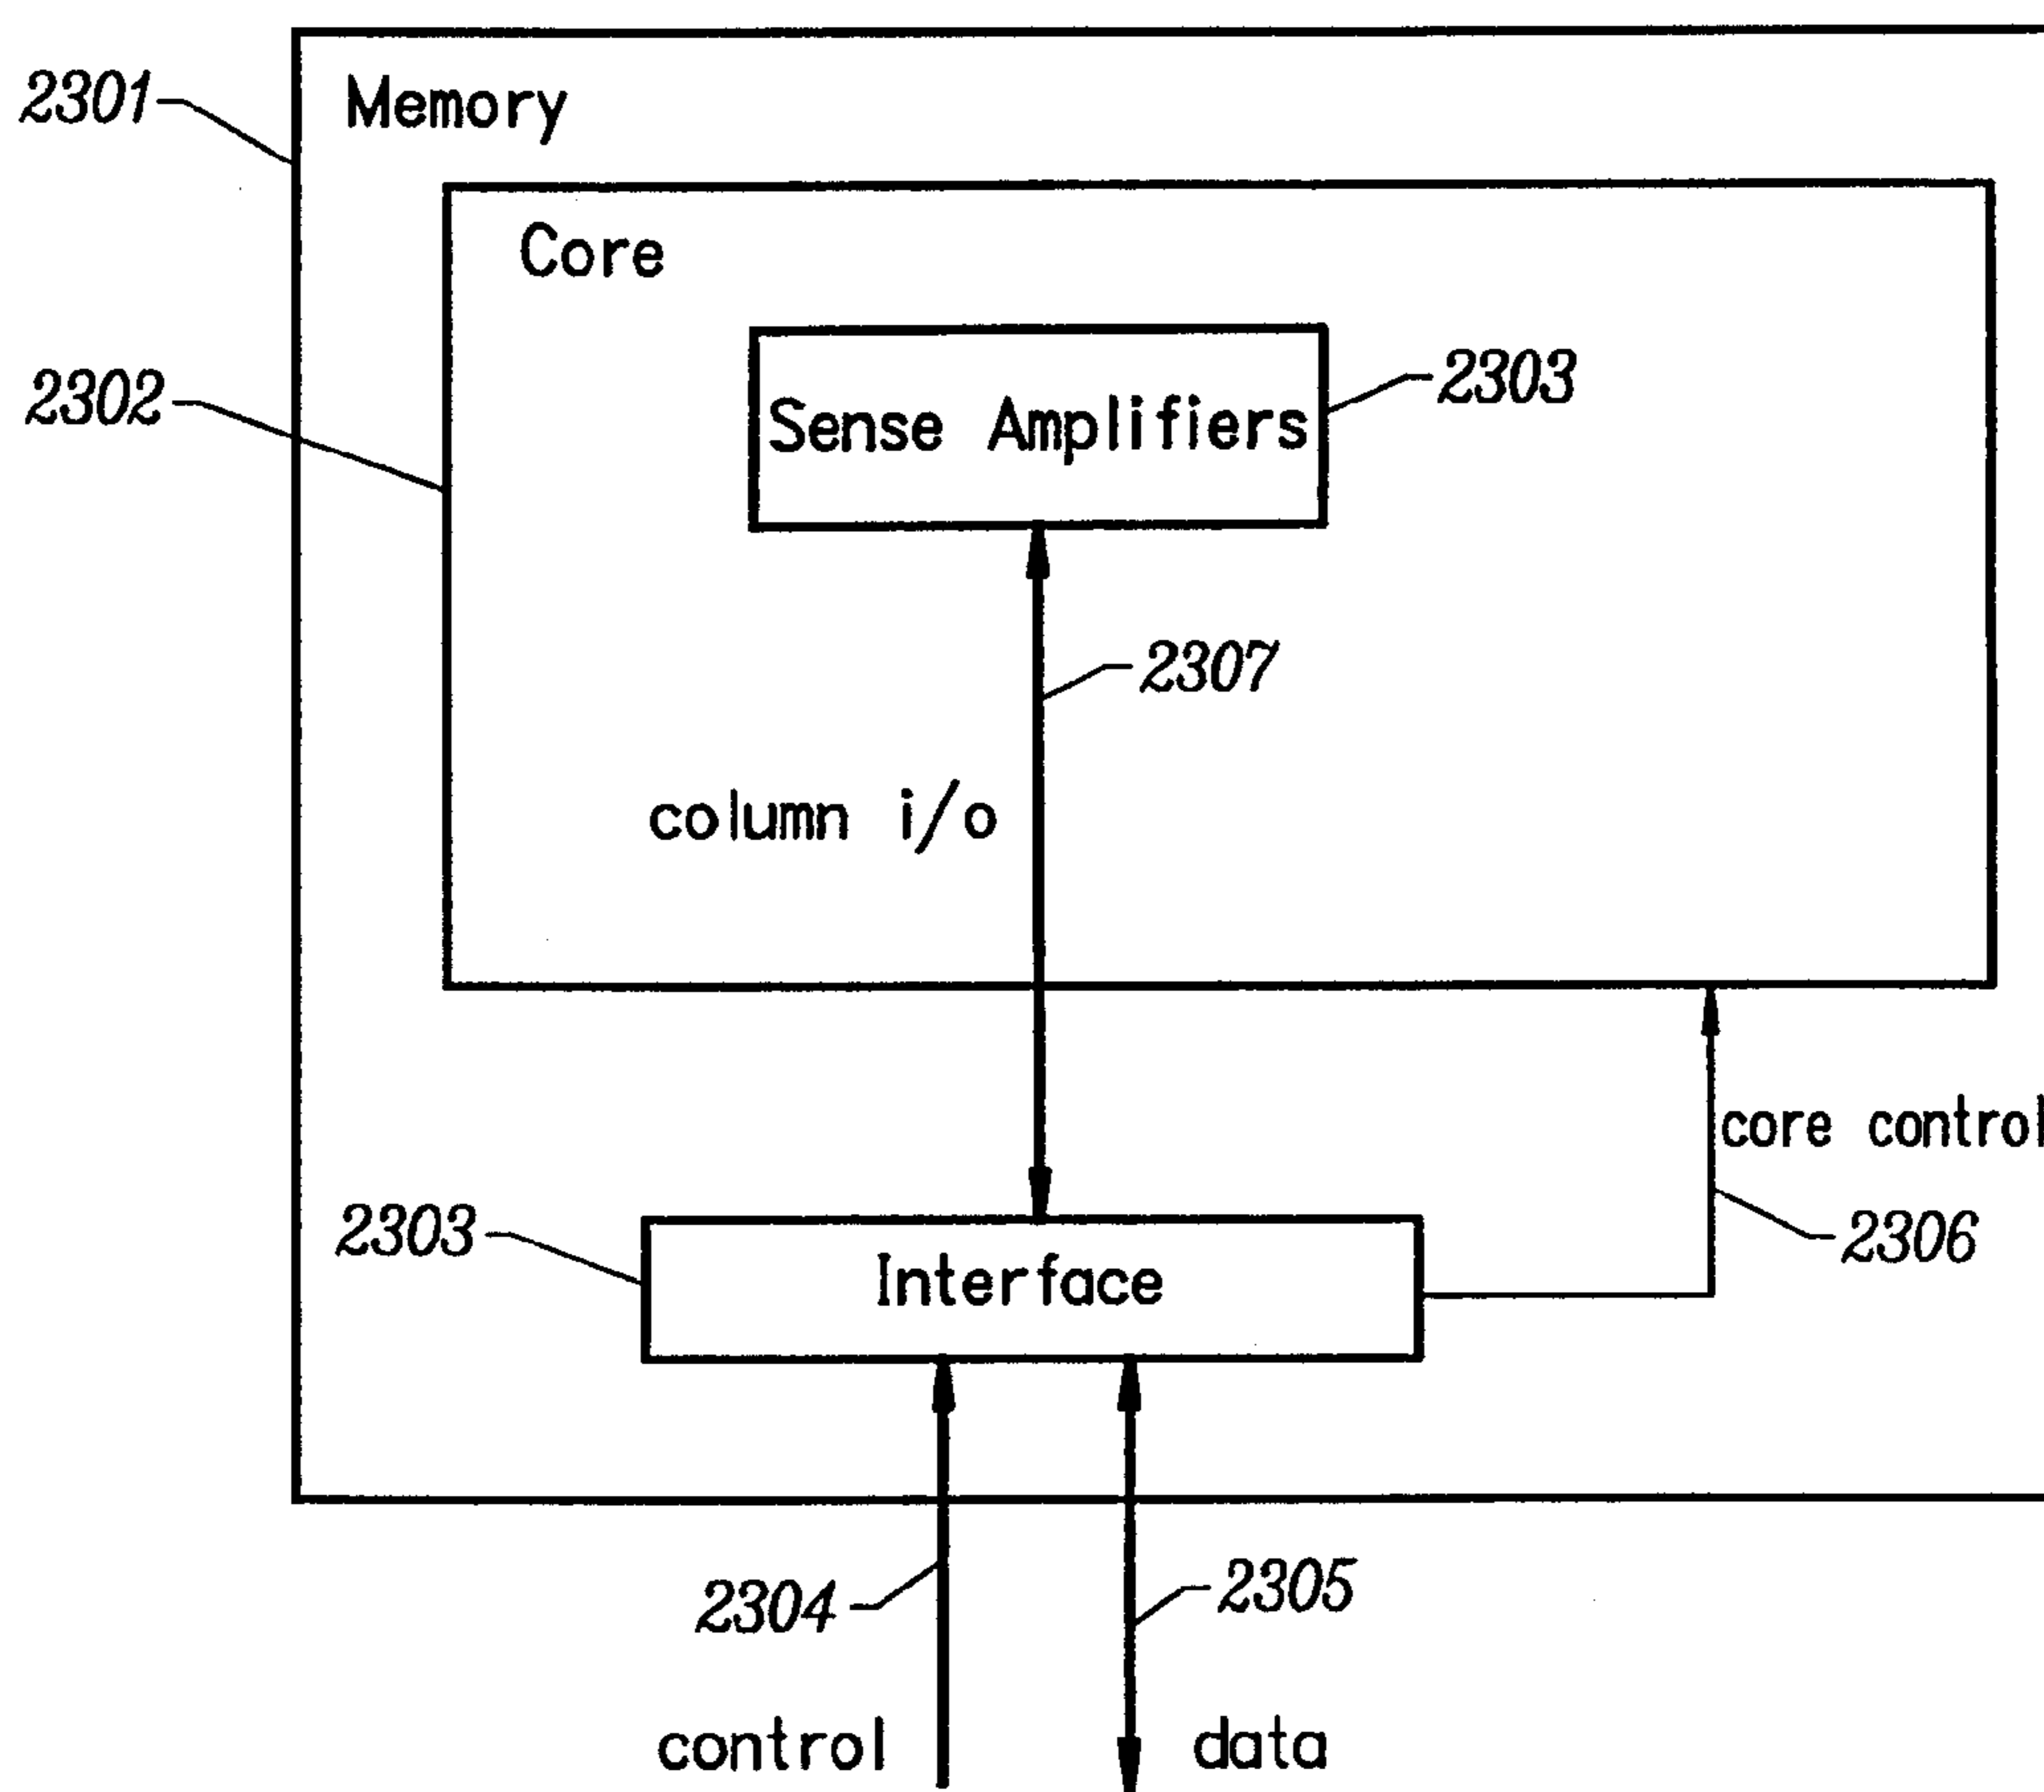 2301
Memory
Core
2302
Sense Amplifiers
2303
2307
column i/o
core control
2303
Interface
2306
2304
2305
control
data